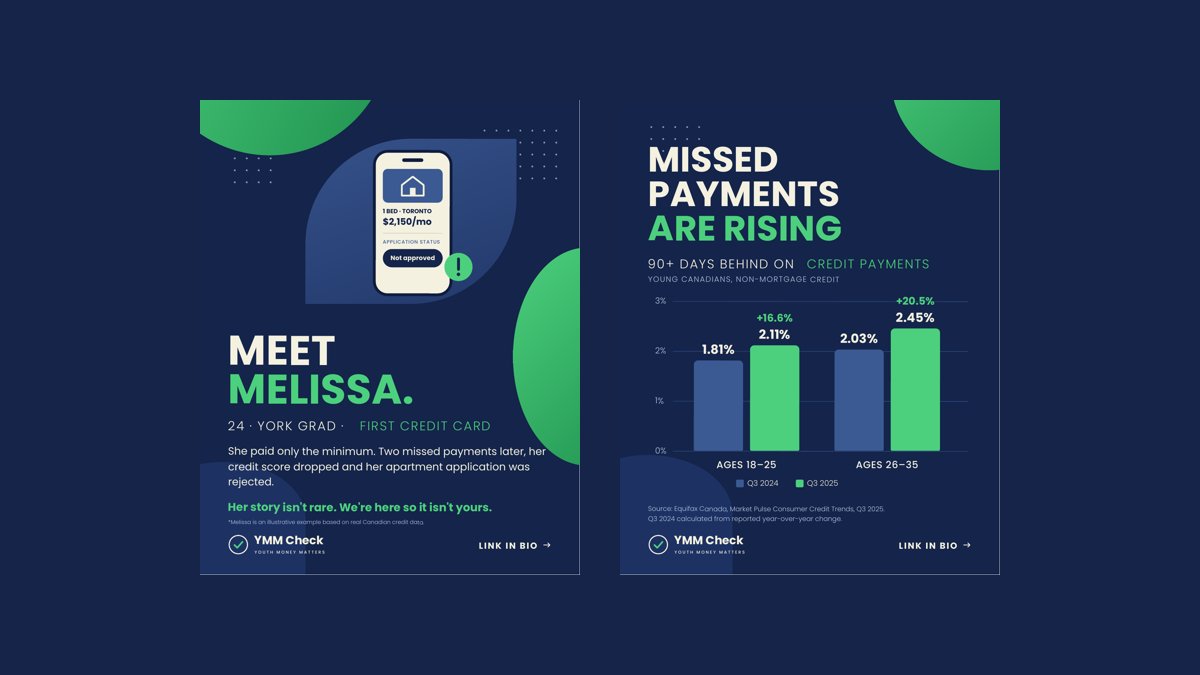 1 BED · TORONTO
$2,150/mo
APPLICATION STATUS
Not approved
!
MEET
MELISSA.
24 · YORK GRAD · FIRST CREDIT CARD
She paid only the minimum. Two missed payments later, her
credit score dropped and her apartment application was
rejected.
Her story isn't rare. We're here so it isn't yours.
*Melissa is an illustrative example based on real Canadian credit data.
YMM Check
YOUTH MONEY MATTERS
LINK IN BIO →
MISSED
PAYMENTS
ARE RISING
90+ DAYS BEHIND ON CREDIT PAYMENTS
YOUNG CANADIANS, NON-MORTGAGE CREDIT
3%
2%
1%
0%
1.81%
+16.6%
2.11%
2.03%
+20.5%
2.45%
AGES 18–25
AGES 26–35
Q3 2024
Q3 2025
Source: Equifax Canada, Market Pulse Consumer Credit Trends, Q3 2025.
Q3 2024 calculated from reported year-over-year change.
YMM Check
YOUTH MONEY MATTERS
LINK IN BIO →